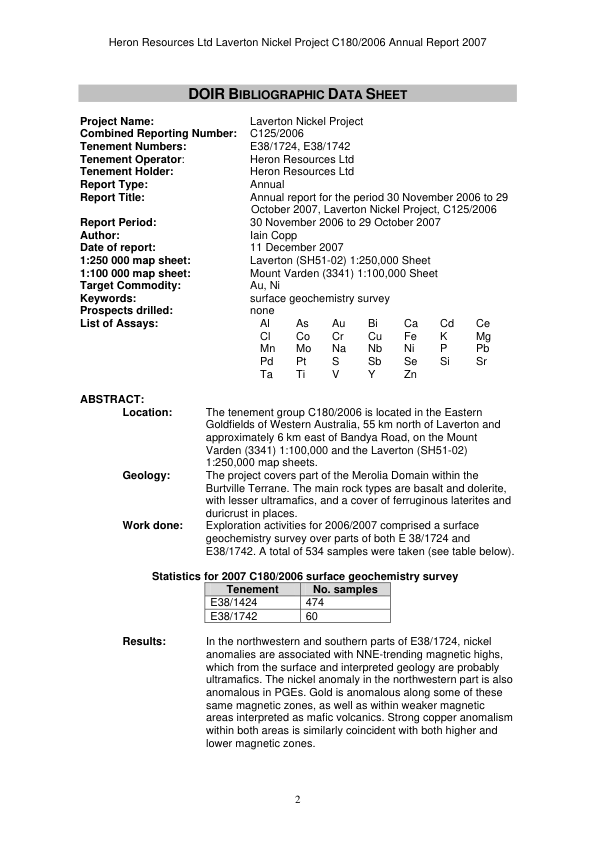 Heron Resources Ltd Laverton Nickel Project C180/2006 Annual Report 2007
DOIR BIBLIOGRAPHIC DATA SHEET
Project Name: Laverton Nickel Project
Combined Reporting Number: C125/2006
Tenement Numbers: E38/1724, E38/1742
Tenement Operator: Heron Resources Ltd
Tenement Holder: Heron Resources Ltd
Report Type: Annual
Report Title: Annual report for the period 30 November 2006 to 29
October 2007, Laverton Nickel Project, C125/2006
Report Period: 30 November 2006 to 29 October 2007
Author: Iain Copp
Date of report: 11 December 2007
1:250 000 map sheet: Laverton (SH51-02) 1:250,000 Sheet
1:100 000 map sheet: Mount Varden (3341) 1:100,000 Sheet
Target Commodity: Au, Ni
Keywords: surface geochemistry survey
Prospects drilled: none
List of Assays: Al As Au Bi Ca Cd Ce
Cl Co Cr Cu Fe K Mg
Mn Mo Na Nb Ni P Pb
Pd Pt S Sb Se Si Sr
Ta Ti V Y Zn
ABSTRACT:
Location: The tenement group C180/2006 is located in the Eastern
Goldfields of Western Australia, 55 km north of Laverton and
approximately 6 km east of Bandya Road, on the Mount
Varden (3341) 1:100,000 and the Laverton (SH51-02)
1:250,000 map sheets.
Geology: The project covers part of the Merolia Domain within the
Burtville Terrane. The main rock types are basalt and dolerite,
with lesser ultramafics, and a cover of ferruginous laterites and
duricrust in places.
Work done: Exploration activities for 2006/2007 comprised a surface
geochemistry survey over parts of both E 38/1724 and
E38/1742. A total of 534 samples were taken (see table below).
Statistics for 2007 C180/2006 surface geochemistry survey
Tenement No. samples
E38/1424 474
E38/1742 60
Results: In the northwestern and southern parts of E38/1724, nickel
anomalies are associated with NNE-trending magnetic highs,
which from the surface and interpreted geology are probably
ultramafics. The nickel anomaly in the northwestern part is also
anomalous in PGEs. Gold is anomalous along some of these
same magnetic zones, as well as within weaker magnetic
areas interpreted as mafic volcanics. Strong copper anomalism
within both areas is similarly coincident with both higher and
lower magnetic zones.
2